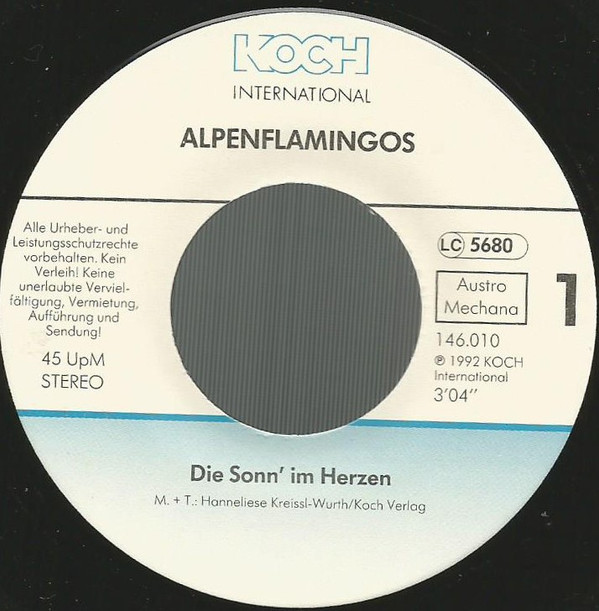 KOCH
INTERNATIONAL
ALPENFLAMINGOS
Alle Urheber- und
Leistungsschutzrechte
vorbehalten. Kein
Verleih! Keine
unerlaubte Verviel-
fältigung, Vermietung,
Aufführung und
Sendung!
45 UpM
STEREO
LC 5680
Austro
Mechana
1
146.010
℗ 1992 KOCH
International
3'04"
Die Sonn' im Herzen
M. + T.: Hanneliese Kreissl-Wurth/Koch Verlag